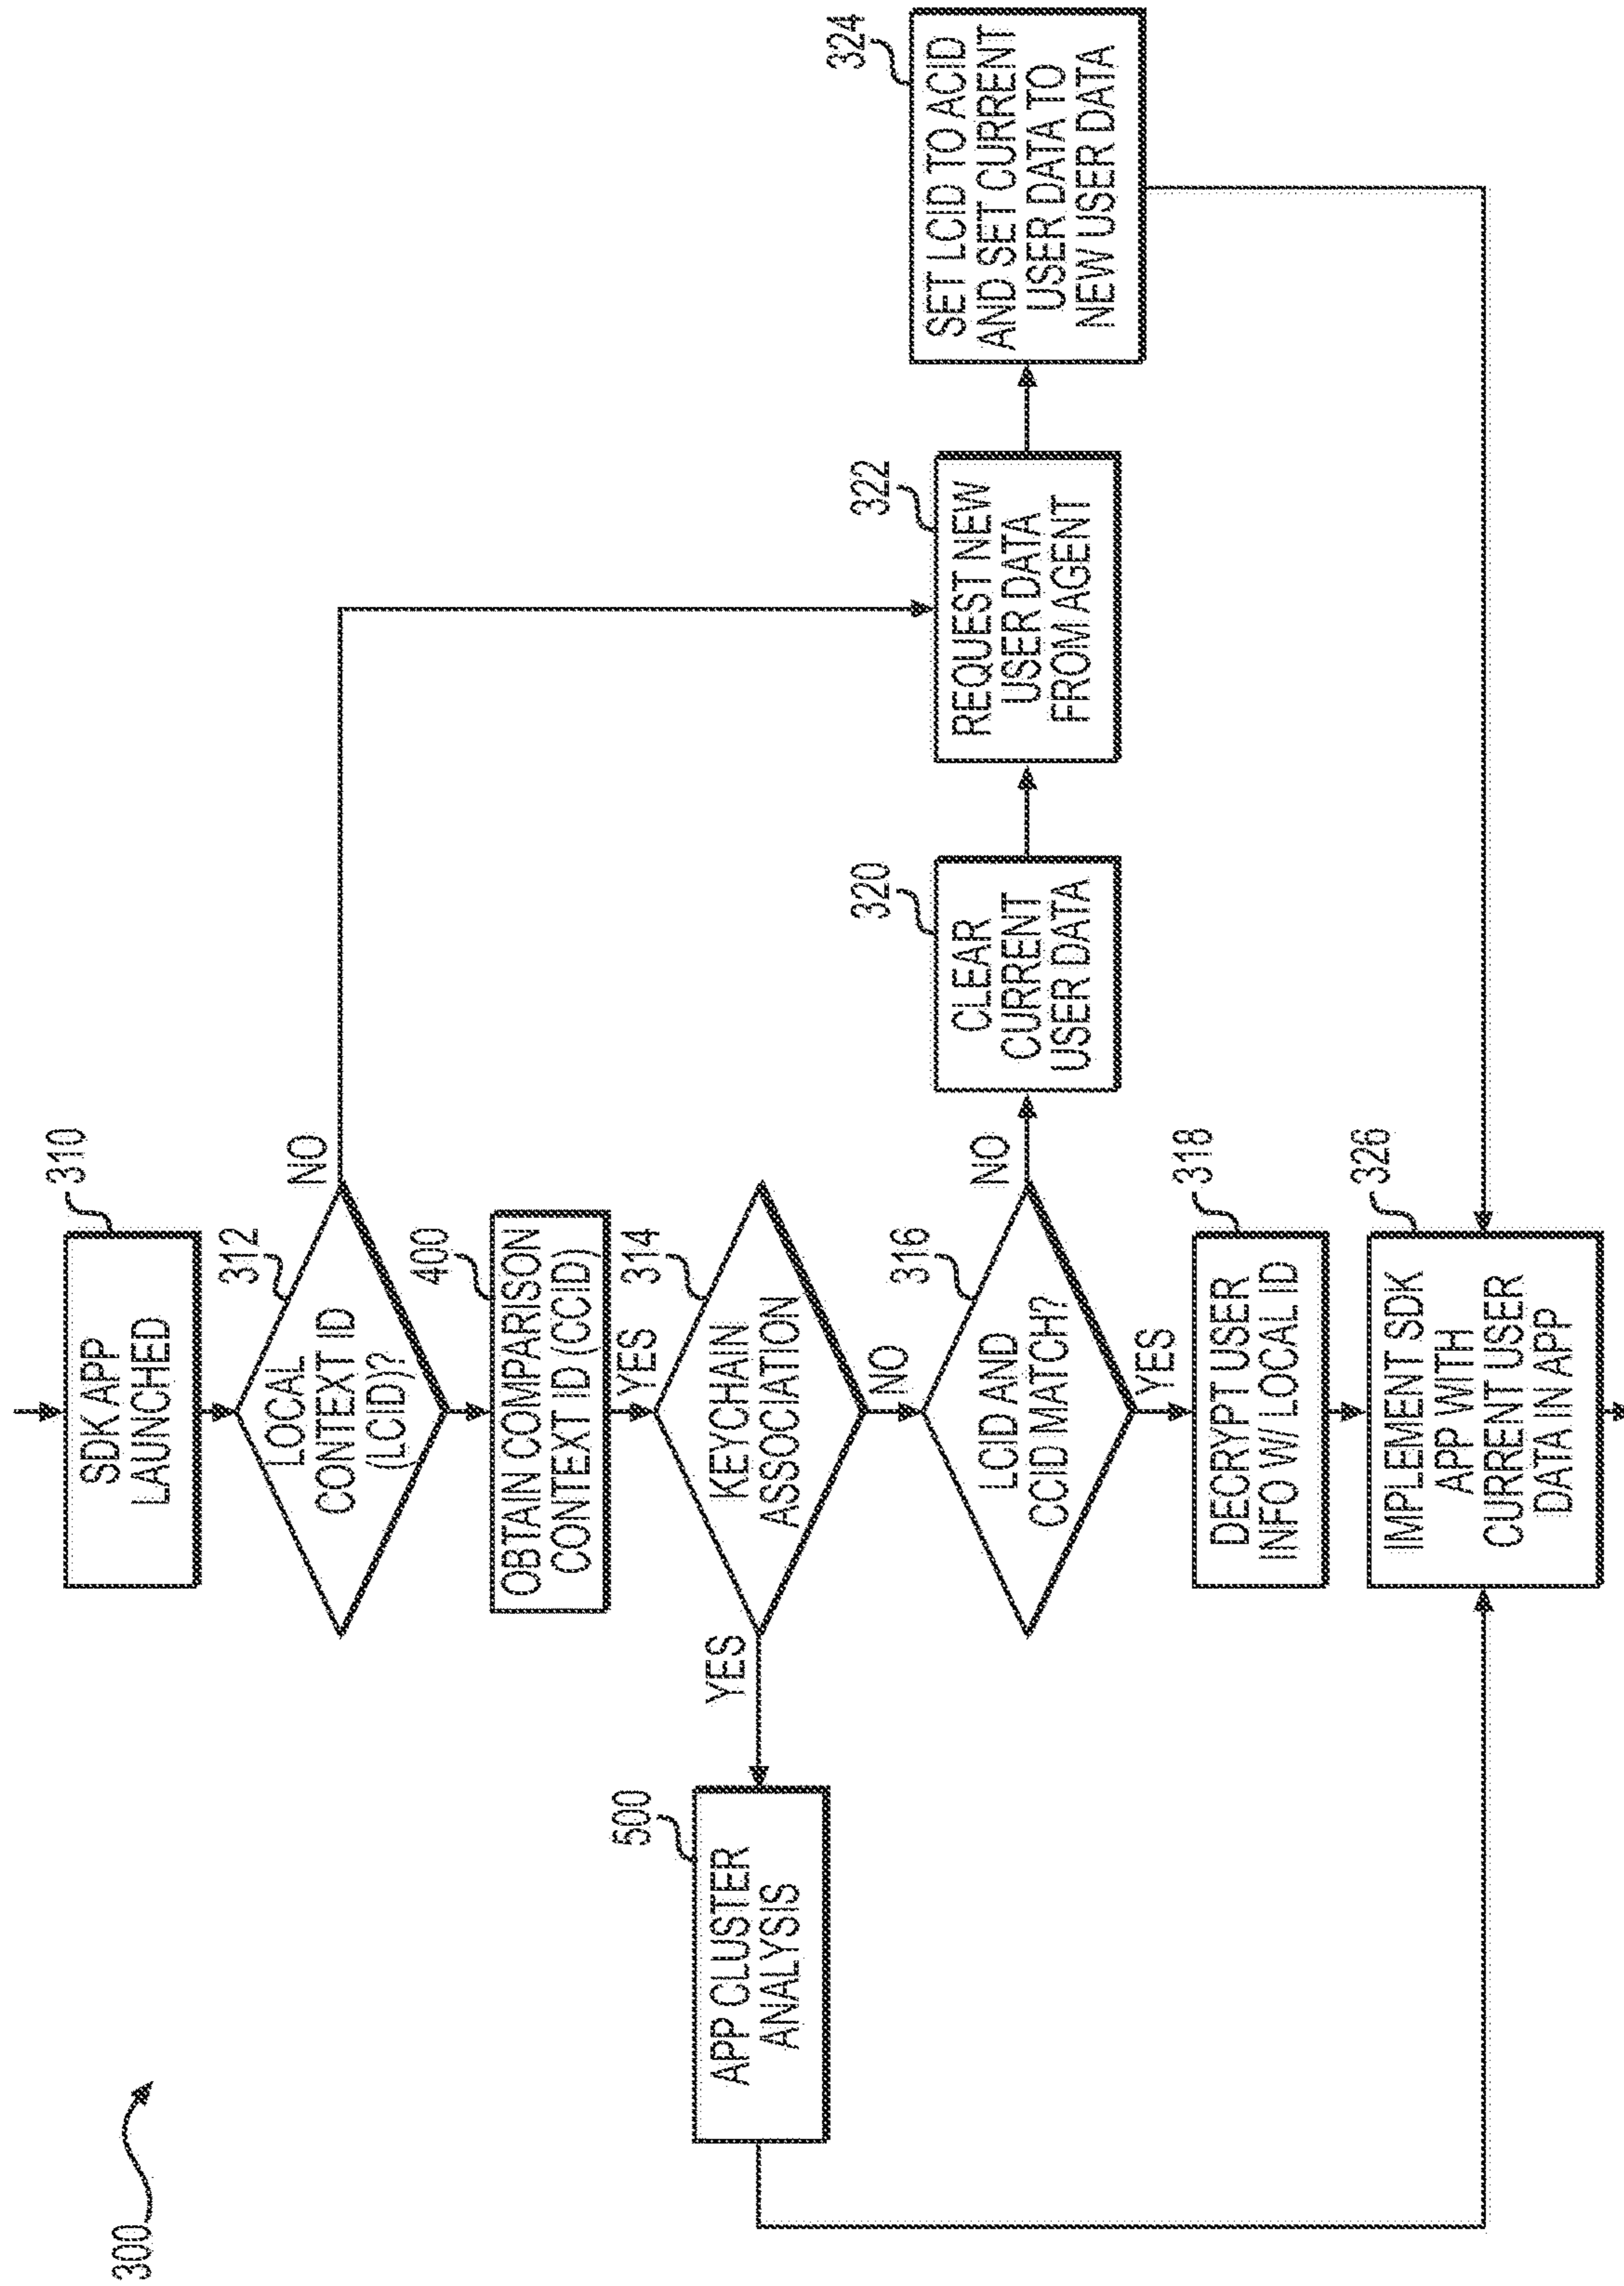 300
310
SDK APP
LAUNCHED
312
LOCAL
CONTEXT ID
(LCID)?
NO
400
OBTAIN COMPARISON
CONTEXT ID (CCID)
YES
314
KEYCHAIN
ASSOCIATION
YES
NO
500
APP CLUSTER
ANALYSIS
316
LCID AND
CCID MATCH?
NO
YES
320
CLEAR
CURRENT
USER DATA
322
REQUEST NEW
USER DATA
FROM AGENT
324
SET LCID TO ACID
AND SET CURRENT
USER DATA TO
NEW USER DATA
318
DECRYPT USER
INFO W/ LOCAL ID
326
IMPLEMENT SDK
APP WITH
CURRENT USER
DATA IN APP